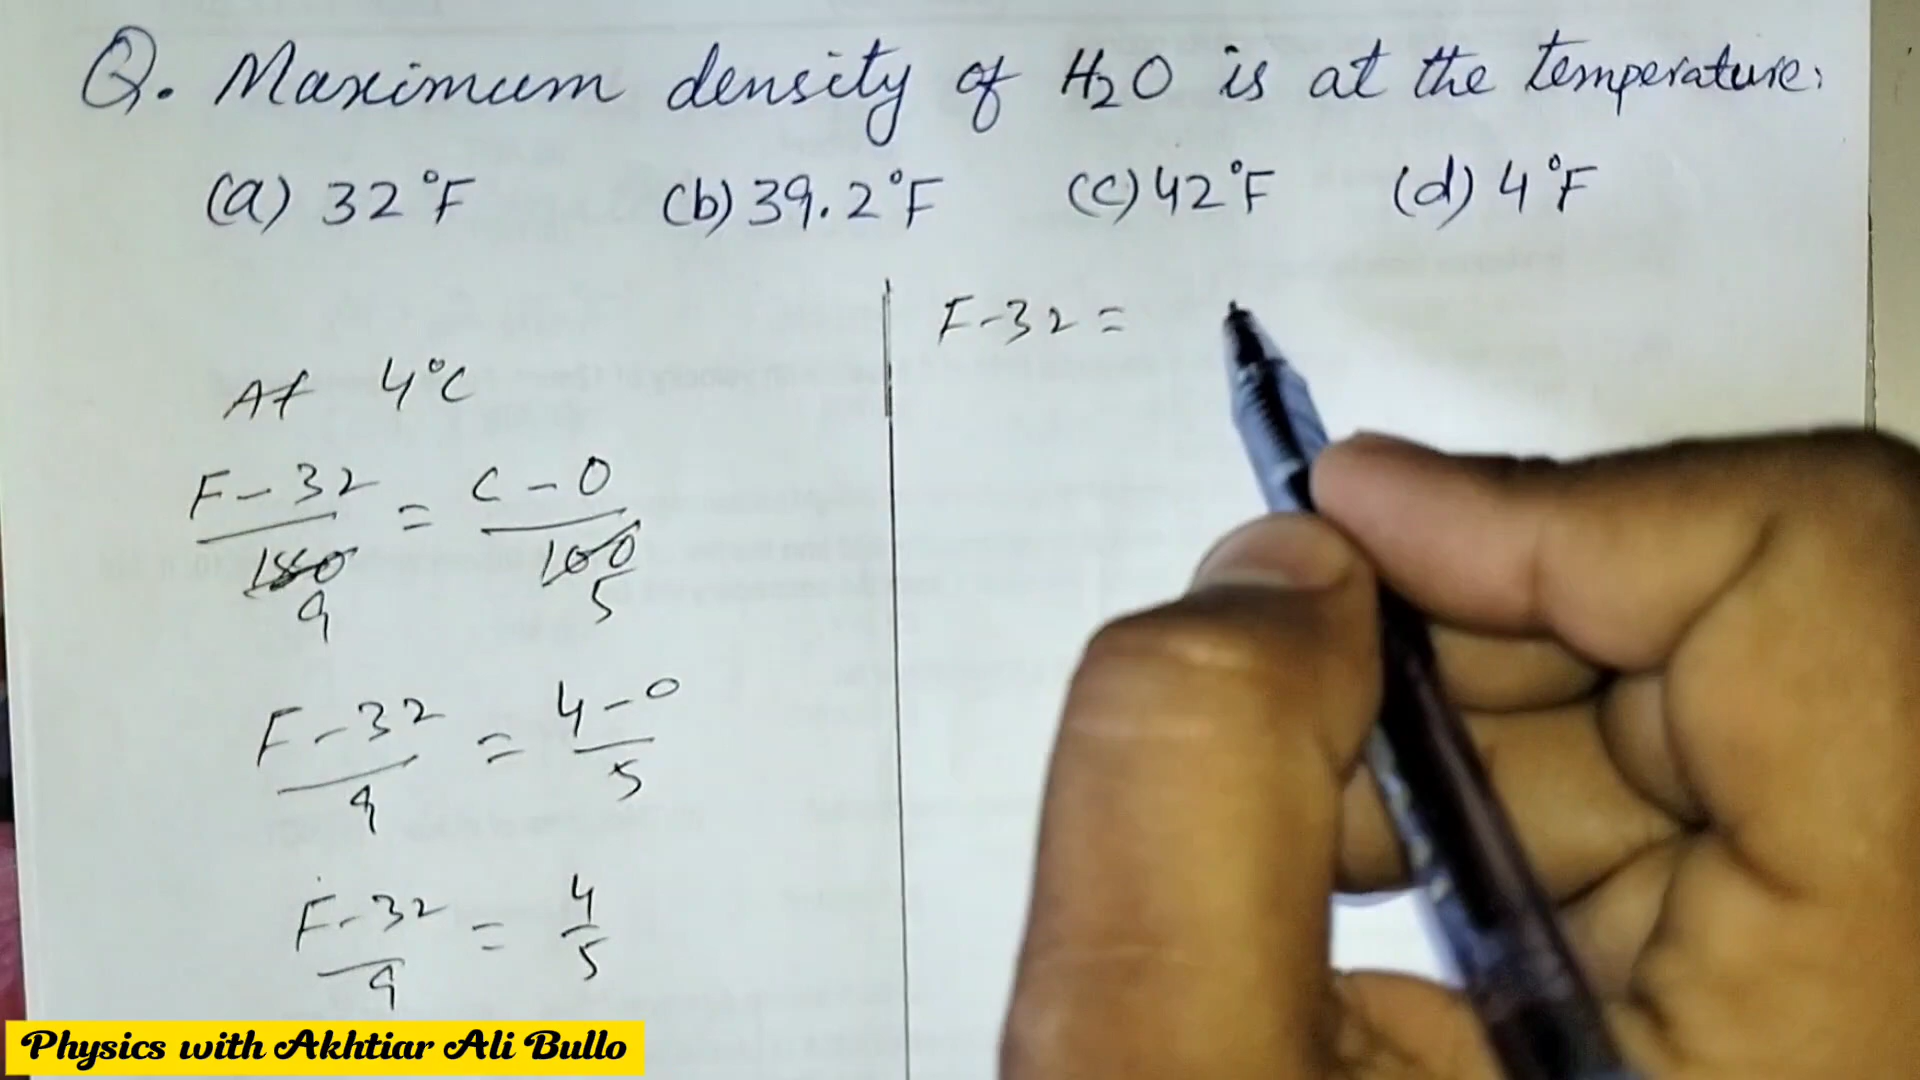 Q. Maximum density of H₂O is at the temperature:
(a) 32°F (b) 39.2°F (c) 42°F (d) 4°F
At 4°C
F-32/180 = C-0/100
9 5
F-32/9 = 4-0/5
F-32/9 = 4/5
F-32 =
Physics with Akhtiar Ali Bullo